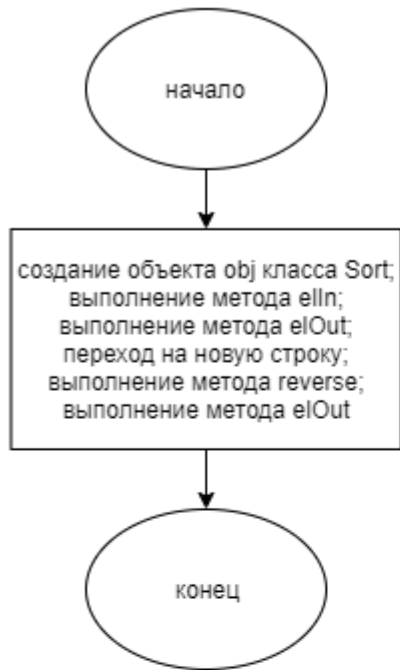 начало
создание объекта obj класса Sort;
выполнение метода elIn;
выполнение метода elOut;
переход на новую строку;
выполнение метода reverse;
выполнение метода elOut
конец